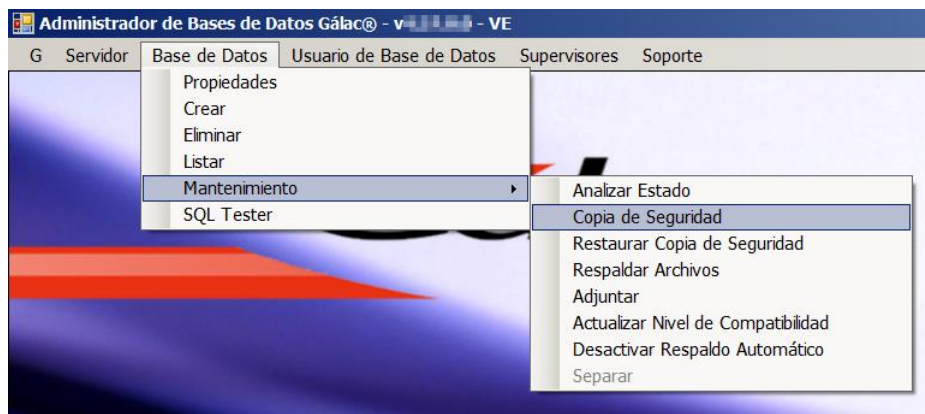 Administrador de Bases de Datos Gálac® - v - VE
G Servidor Base de Datos Usuario de Base de Datos Supervisores Soporte
Propiedades
Crear
Eliminar
Listar
Mantenimiento
SQL Tester
Analizar Estado
Copia de Seguridad
Restaurar Copia de Seguridad
Respaldar Archivos
Adjuntar
Actualizar Nivel de Compatibilidad
Desactivar Respaldo Automático
Separar